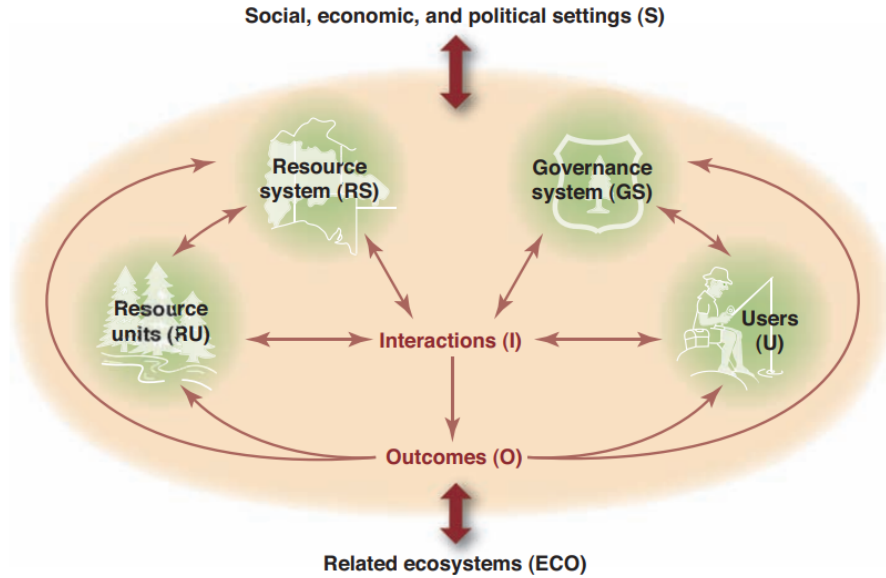 Social, economic, and political settings (S)
Resource
system (RS)
Governance
system (GS)
Resource
units (RU)
Interactions (I)
Users
(U)
Outcomes (O)
Related ecosystems (ECO)